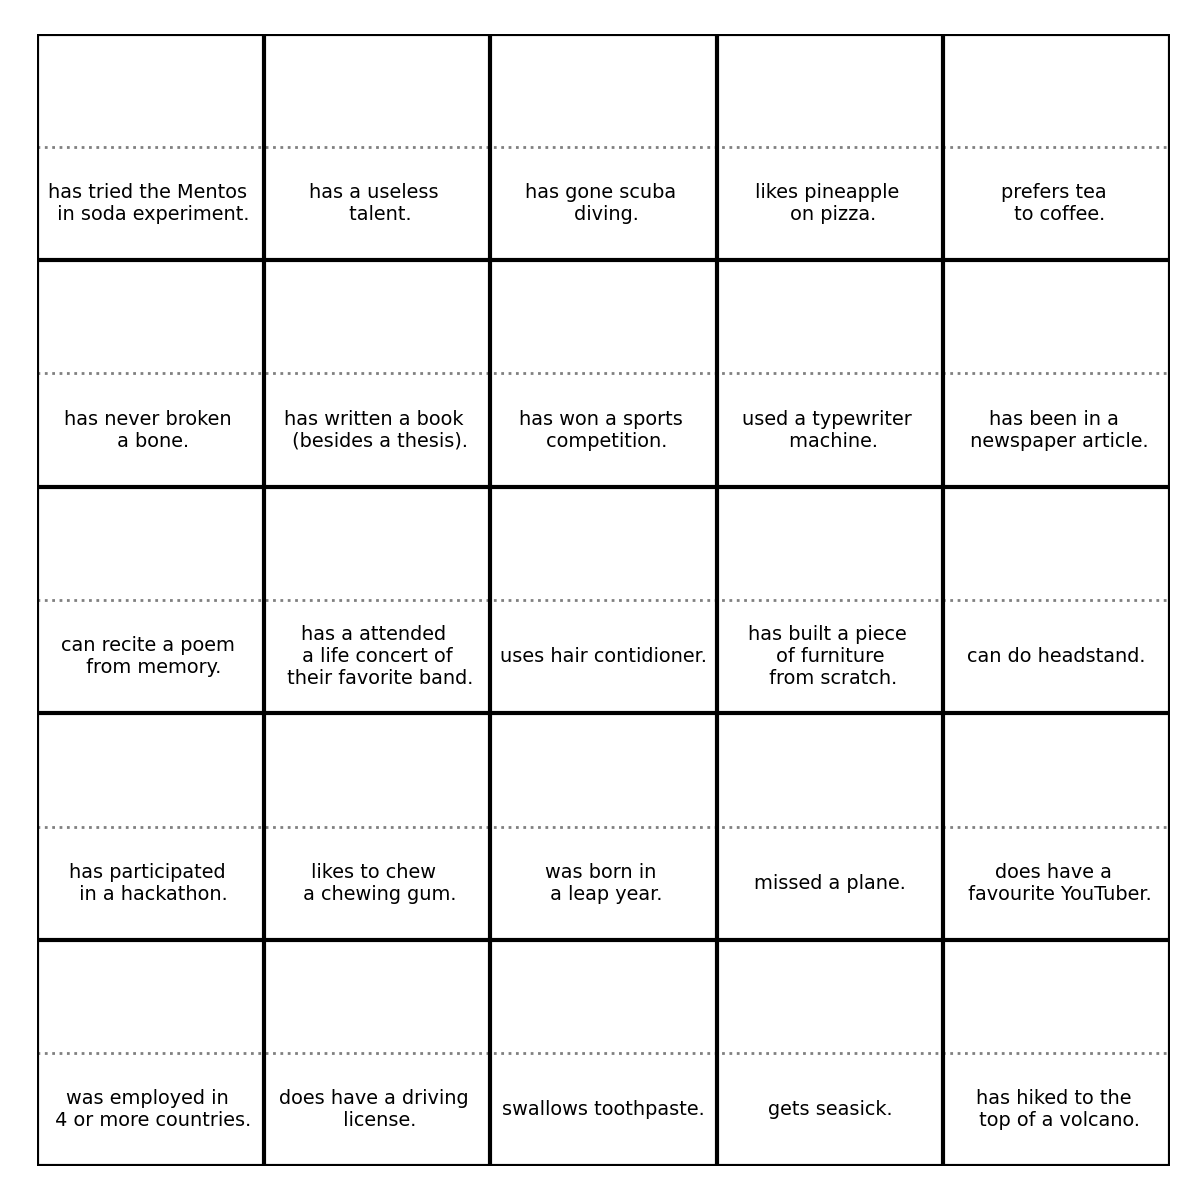 has tried the Mentos
in soda experiment.
has a useless
talent.
has gone scuba
diving.
likes pineapple
on pizza.
prefers tea
to coffee.
has never broken
a bone.
has written a book
(besides a thesis).
has won a sports
competition.
used a typewriter
machine.
has been in a
newspaper article.
can recite a poem
from memory.
has a attended
a life concert of
their favorite band.
uses hair contidioner.
has built a piece
of furniture
from scratch.
can do headstand.
has participated
in a hackathon.
likes to chew
a chewing gum.
was born in
a leap year.
missed a plane.
does have a
favourite YouTuber.
was employed in
4 or more countries.
does have a driving
license.
swallows toothpaste.
gets seasick.
has hiked to the
top of a volcano.